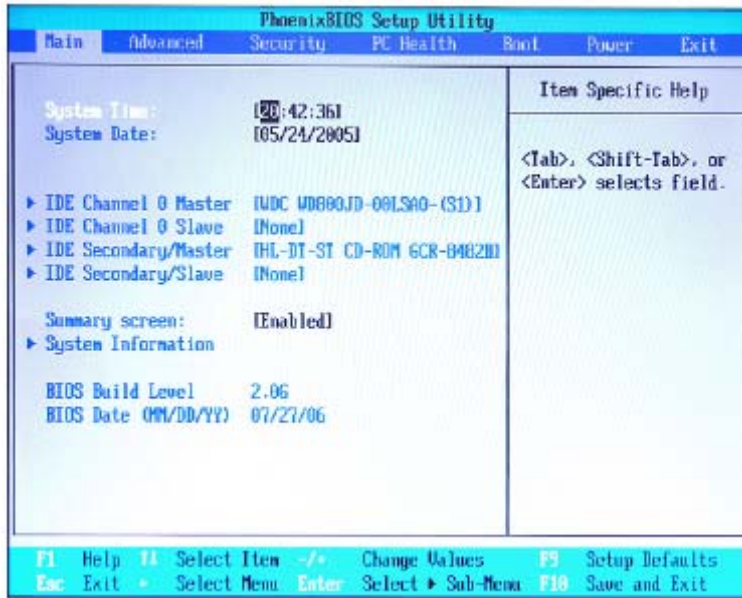 PhoenixBIOS Setup Utility
Main Advanced Security PC Health Boot Power Exit
Item Specific Help
System Time: [20:42:36]
System Date: [05/24/2005]
<Tab>, <Shift-Tab>, or
<Enter> selects field.
IDE Channel 0 Master [WDC WD800JD-00LSA0-(S1)]
IDE Channel 0 Slave [None]
IDE Secondary/Master [HL-DT-ST CD-ROM GCR-8482B]
IDE Secondary/Slave [None]
Summary screen: [Enabled]
System Information
BIOS Build Level 2.06
BIOS Date (MM/DD/YY) 07/27/06
F1 Help ↑↓ Select Item -/+ Change Values F9 Setup Defaults
Esc Exit Select Menu Enter Select ▶ Sub-Menu F10 Save and Exit